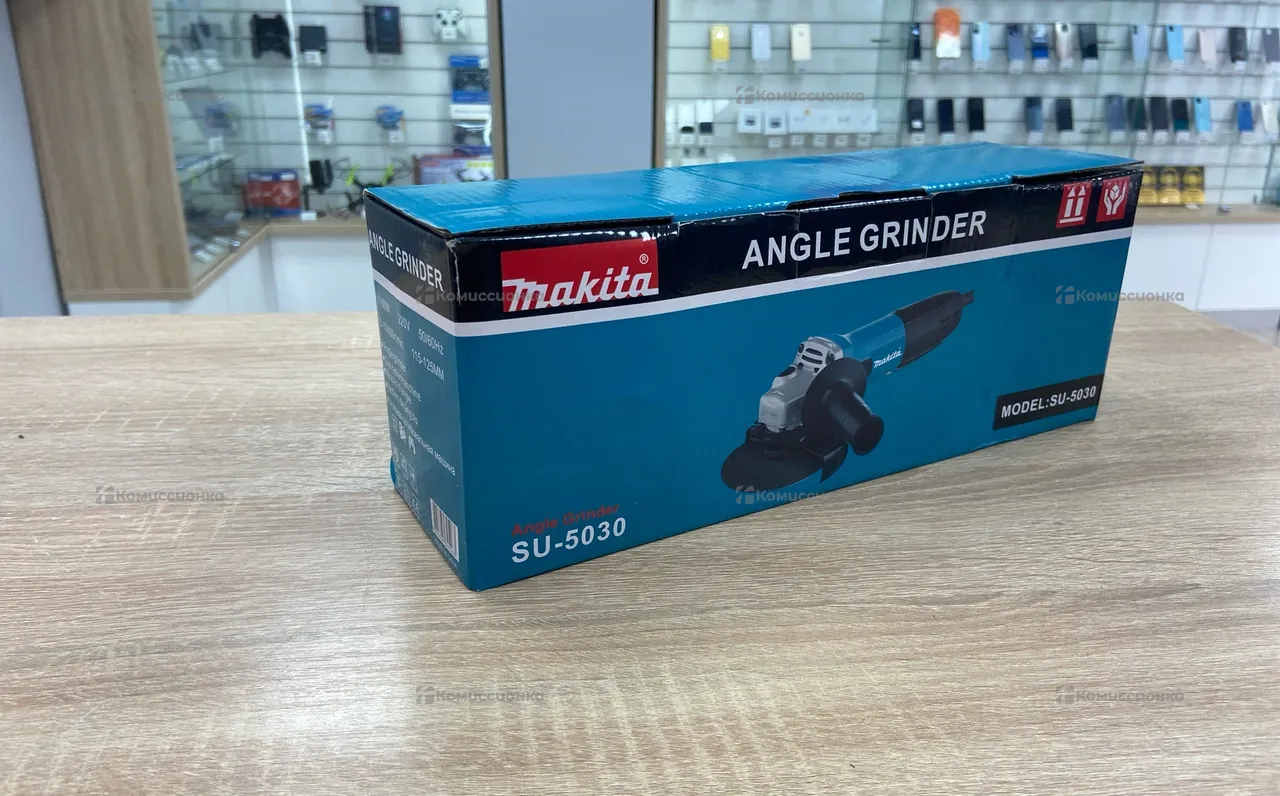 ANGLE GRINDER
makita®
ANGLE GRINDER
220V 50/60Hz
115-125MM
makita
MODEL:SU-5030
Angle Grinder
SU-5030
Комиссионка
Комиссионка
Комиссионка
Комиссионка
Комиссионка
Комиссионка
Комиссионка